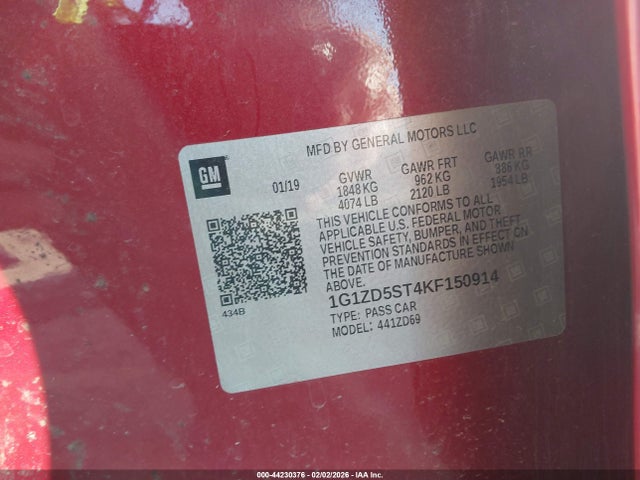 MFD BY GENERAL MOTORS LLC
GM
01/19
GVWR
1848 KG
4074 LB
GAWR FRT
962 KG
2120 LB
GAWR RR
886 KG
1954 LB
THIS VEHICLE CONFORMS TO ALL
APPLICABLE U.S. FEDERAL MOTOR
VEHICLE SAFETY, BUMPER, AND THEFT
PREVENTION STANDARDS IN EFFECT ON
THE DATE OF MANUFACTURE SHOWN
ABOVE.
1G1ZD5ST4KF150914
TYPE: PASS CAR
MODEL: 441ZD69
434B
000-44230376 - 02/02/2026 - IAA Inc.